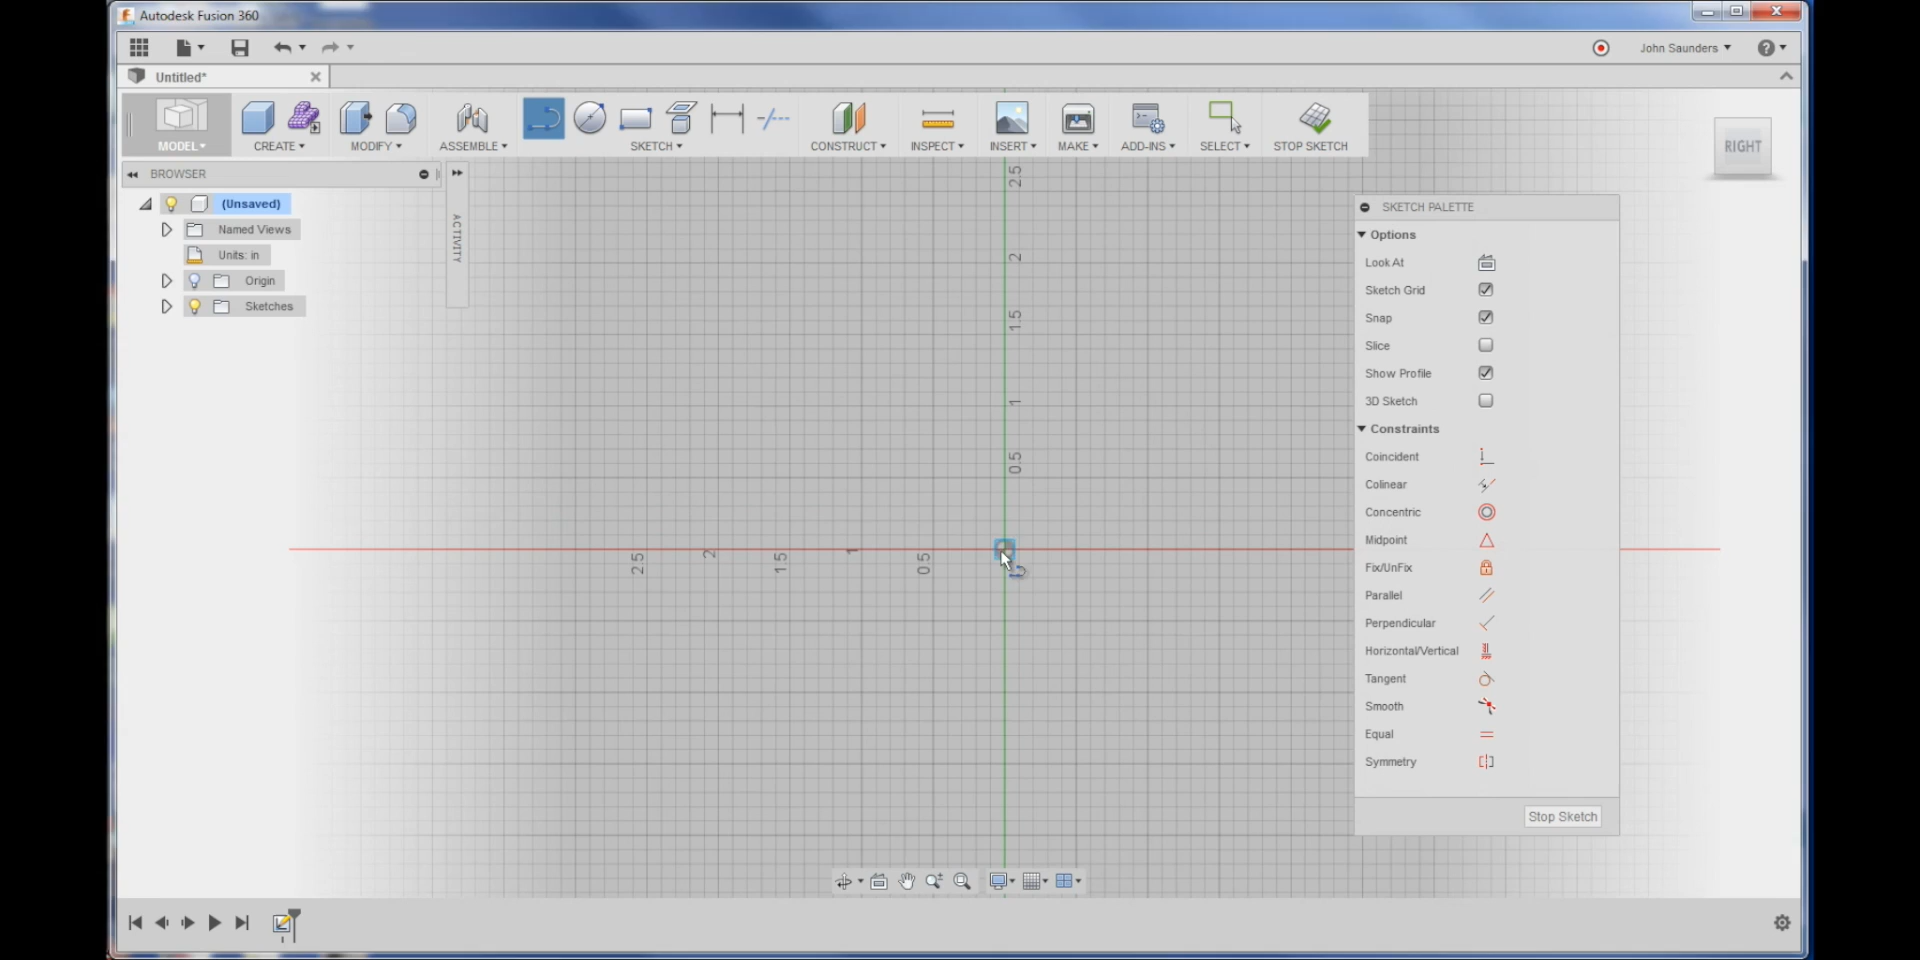 Autodesk Fusion 360
John Saunders
Untitled*
MODEL
CREATE
MODIFY
ASSEMBLE
SKETCH
CONSTRUCT
INSPECT
INSERT
MAKE
ADD-INS
SELECT
STOP SKETCH
RIGHT
BROWSER
(Unsaved)
Named Views
Units: in
Origin
Sketches
ACTIVITY
2.5
2
1.5
1
0.5
2.5
2
1.5
1
0.5
SKETCH PALETTE
Options
Look At
Sketch Grid
Snap
Slice
Show Profile
3D Sketch
Constraints
Coincident
Colinear
Concentric
Midpoint
Fix/UnFix
Parallel
Perpendicular
Horizontal/Vertical
Tangent
Smooth
Equal
Symmetry
Stop Sketch